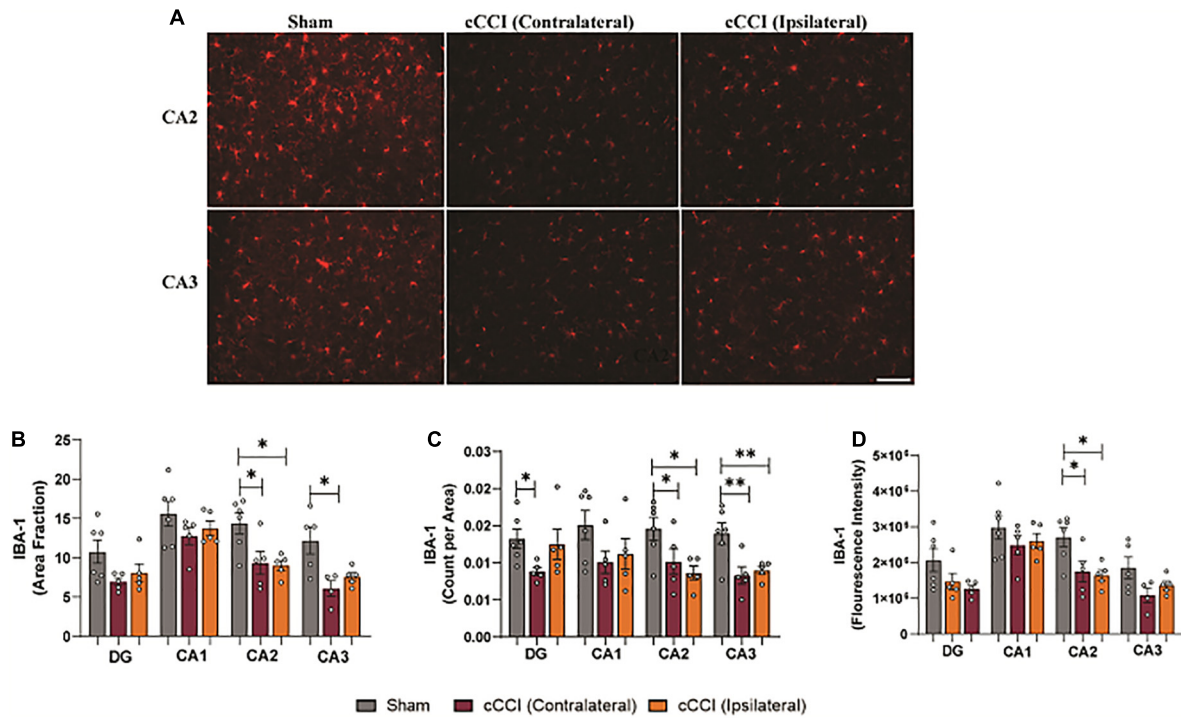 A
Sham
cCCI (Contralateral)
cCCI (Ipsilateral)
CA2
CA3
CA2
B
IBA-1
(Area Fraction)
25
20
15
10
5
0
*
*
*
DG
CA1
CA2
CA3
C
IBA-1
(Count per Area)
0.03
0.02
0.02
0.01
0.01
0.00
*
*
*
**
**
DG
CA1
CA2
CA3
D
IBA-1
(Flourescence Intensity)
5×10⁶
4×10⁶
3×10⁶
2×10⁶
1×10⁶
0
*
*
DG
CA1
CA2
CA3
Sham
cCCI (Contralateral)
cCCI (Ipsilateral)